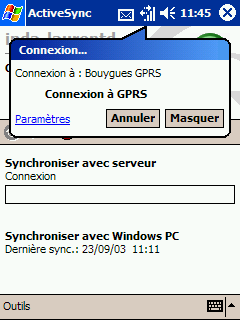 ActiveSync 11:45
Connexion...
Connexion à : Bouygues GPRS
Connexion à GPRS
Paramètres Annuler Masquer
Synchroniser avec serveur
Connexion
Synchroniser avec Windows PC
Dernière sync.: 23/09/03 11:11
Outils